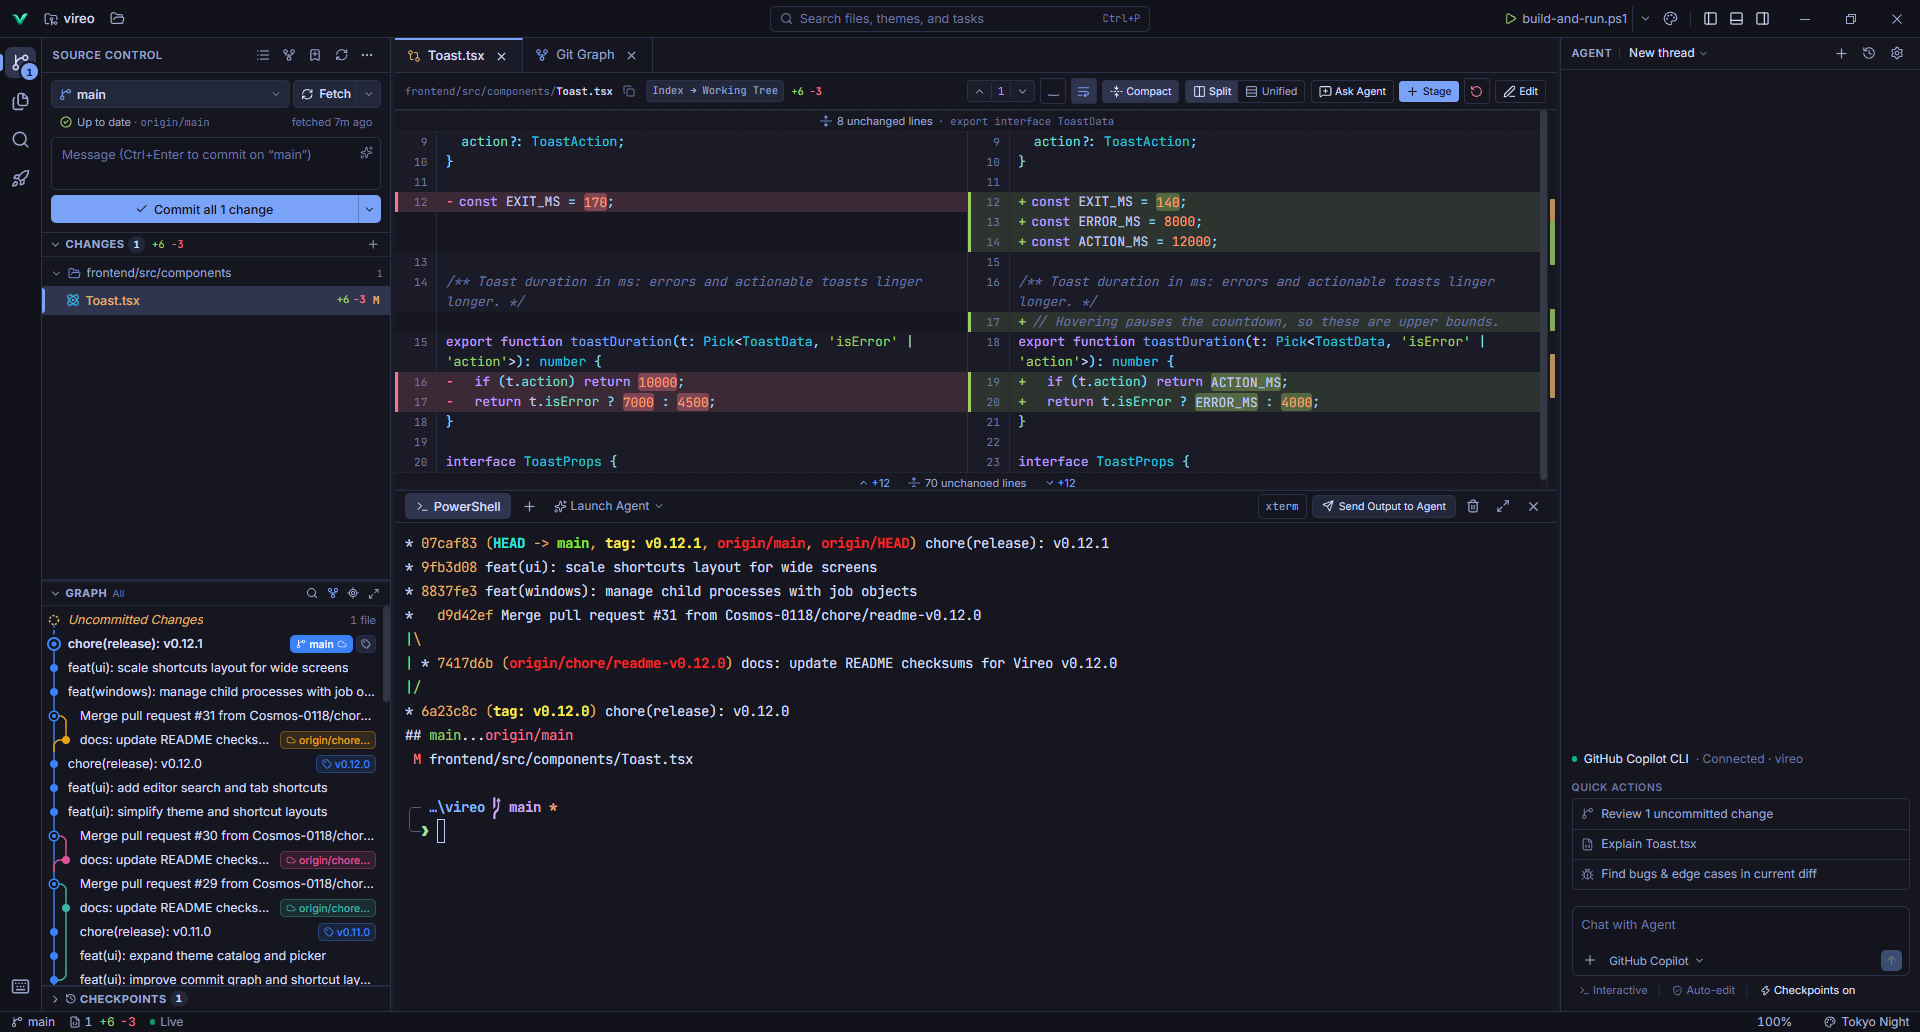 vireo
Search files, themes, and tasks Ctrl+P
build-and-run.ps1
SOURCE CONTROL
1
main
Fetch
Up to date · origin/main fetched 7m ago
Message (Ctrl+Enter to commit on “main”)
Commit all 1 change
CHANGES 1 +6 -3
frontend/src/components 1
Toast.tsx +6 -3 M
GRAPH All
Uncommitted Changes 1 file
chore(release): v0.12.1 main
feat(ui): scale shortcuts layout for wide screens
feat(windows): manage child processes with job o...
Merge pull request #31 from Cosmos-0118/chor...
docs: update README checks... origin/chore...
chore(release): v0.12.0 v0.12.0
feat(ui): add editor search and tab shortcuts
feat(ui): simplify theme and shortcut layouts
Merge pull request #30 from Cosmos-0118/chor...
docs: update README checks... origin/chore...
Merge pull request #29 from Cosmos-0118/chor...
docs: update README checks... origin/chore...
chore(release): v0.11.0 v0.11.0
feat(ui): expand theme catalog and picker
feat(ui): improve commit graph and shortcut lay...
CHECKPOINTS 1
Toast.tsx
Git Graph
frontend/src/components/Toast.tsx Index → Working Tree +6 -3
1
Compact Split Unified Ask Agent + Stage Edit
8 unchanged lines · export interface ToastData
9 action?: ToastAction;
10 }
11
12 - const EXIT_MS = 170;
13
14 /** Toast duration in ms: errors and actionable toasts linger
longer. */
15 export function toastDuration(t: Pick<ToastData, 'isError' |
'action'>): number {
16 - if (t.action) return 10000;
17 - return t.isError ? 7000 : 4500;
18 }
19
20 interface ToastProps {
9 action?: ToastAction;
10 }
11
12 + const EXIT_MS = 140;
13 + const ERROR_MS = 8000;
14 + const ACTION_MS = 12000;
15
16 /** Toast duration in ms: errors and actionable toasts linger
longer. */
17 + // Hovering pauses the countdown, so these are upper bounds.
18 export function toastDuration(t: Pick<ToastData, 'isError' |
'action'>): number {
19 + if (t.action) return ACTION_MS;
20 + return t.isError ? ERROR_MS : 4000;
21 }
22
23 interface ToastProps {
+12 70 unchanged lines +12
PowerShell
Launch Agent
xterm
Send Output to Agent
* 07caf83 (HEAD -> main, tag: v0.12.1, origin/main, origin/HEAD) chore(release): v0.12.1
* 9fb3d08 feat(ui): scale shortcuts layout for wide screens
* 8837fe3 feat(windows): manage child processes with job objects
* d9d42ef Merge pull request #31 from Cosmos-0118/chore/readme-v0.12.0
|\
| * 7417d6b (origin/chore/readme-v0.12.0) docs: update README checksums for Vireo v0.12.0
|/
* 6a23c8c (tag: v0.12.0) chore(release): v0.12.0
## main...origin/main
M frontend/src/components/Toast.tsx
…\vireo main *
❯
AGENT New thread
GitHub Copilot CLI · Connected · vireo
QUICK ACTIONS
Review 1 uncommitted change
Explain Toast.tsx
Find bugs & edge cases in current diff
Chat with Agent
GitHub Copilot
Interactive Auto-edit Checkpoints on
main 1 +6 -3 Live
100% Tokyo Night